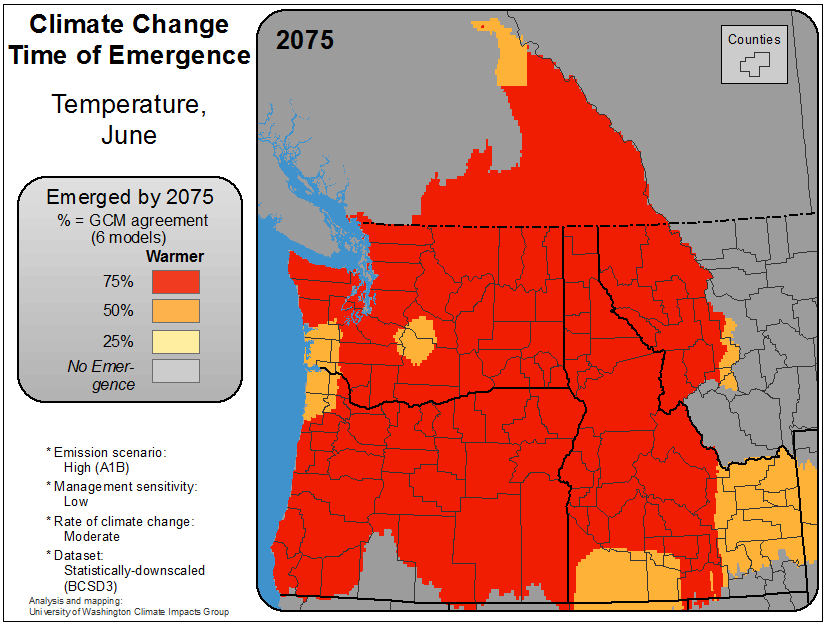 Climate Change
Time of Emergence
Temperature,
June
Emerged by 2075
% = GCM agreement
(6 models)
Warmer
75%
50%
25%
No Emer-
gence
* Emission scenario:
High (A1B)
* Management sensitivity:
Low
* Rate of climate change:
Moderate
* Dataset:
Statistically-downscaled
(BCSD3)
Analysis and mapping:
University of Washington Climate Impacts Group
2075
Counties